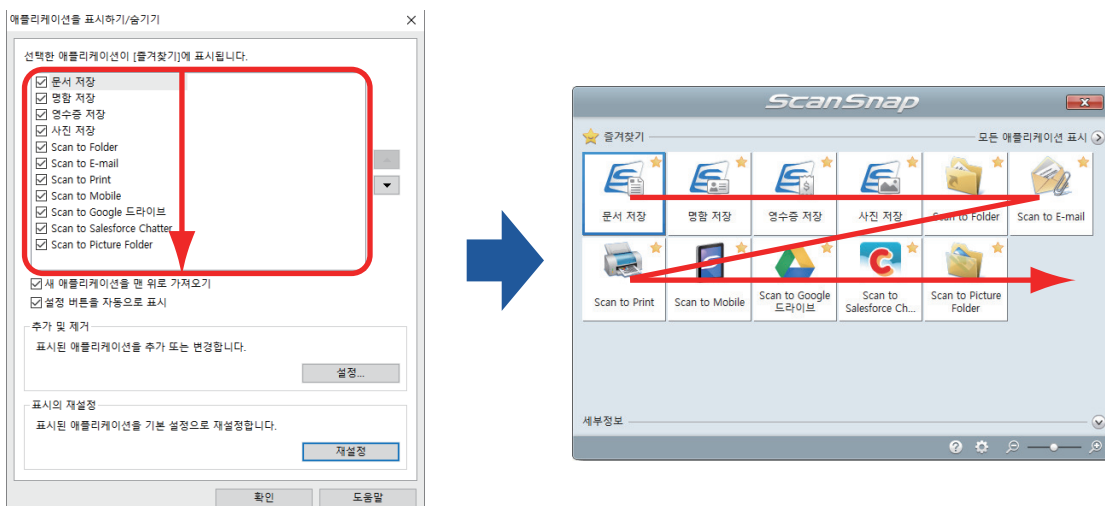 애플리케이션을 표시하기/숨기기
선택한 애플리케이션이 [즐겨찾기]에 표시됩니다.
문서 저장
명함 저장
영수증 저장
사진 저장
Scan to Folder
Scan to E-mail
Scan to Print
Scan to Mobile
Scan to Google 드라이브
Scan to Salesforce Chatter
Scan to Picture Folder
새 애플리케이션을 맨 위로 가져오기
설정 버튼을 자동으로 표시
추가 및 제거
표시된 애플리케이션을 추가 또는 변경합니다.
설정...
표시의 재설정
표시된 애플리케이션을 기본 설정으로 재설정합니다.
재설정
확인
도움말
ScanSnap
즐겨찾기
모든 애플리케이션 표시
문서 저장
명함 저장
영수증 저장
사진 저장
Scan to Folder
Scan to E-mail
Scan to Print
Scan to Mobile
Scan to Google
드라이브
Scan to
Salesforce Ch...
Scan to Picture
Folder
세부정보